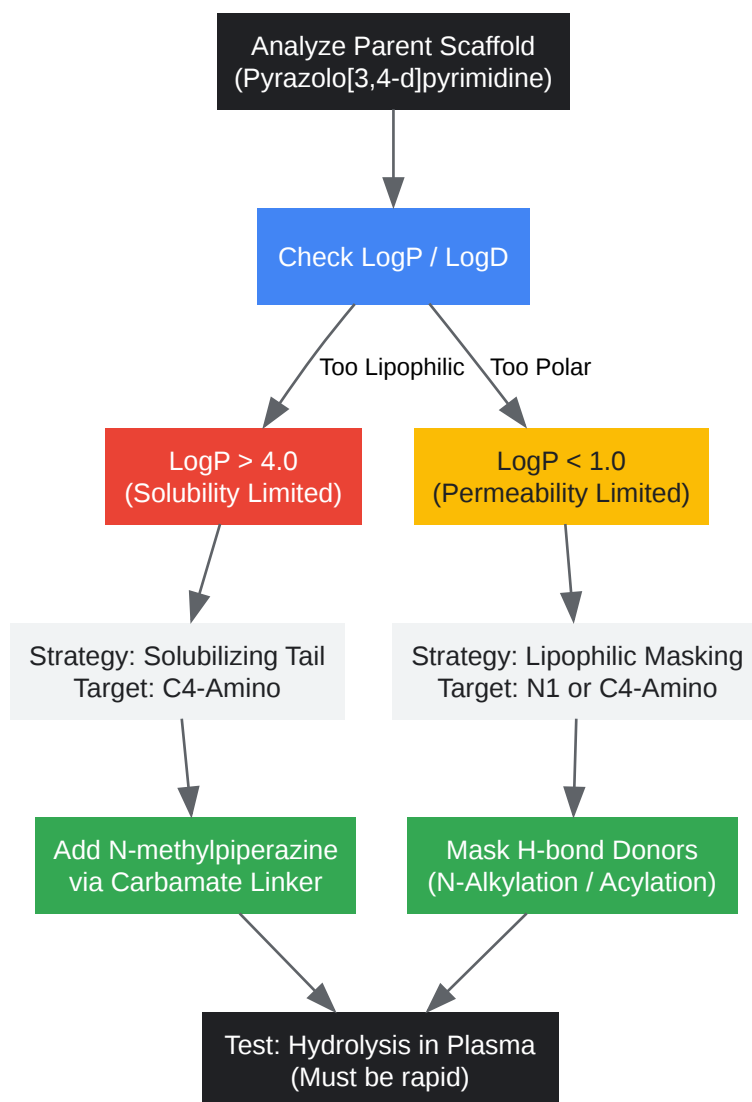 Analyze Parent Scaffold
(Pyrazolo[3,4-d]pyrimidine)
Check LogP / LogD
Too Lipophilic
Too Polar
LogP > 4.0
(Solubility Limited)
LogP < 1.0
(Permeability Limited)
Strategy: Solubilizing Tail
Target: C4-Amino
Strategy: Lipophilic Masking
Target: N1 or C4-Amino
Add N-methylpiperazine
via Carbamate Linker
Mask H-bond Donors
(N-Alkylation / Acylation)
Test: Hydrolysis in Plasma
(Must be rapid)